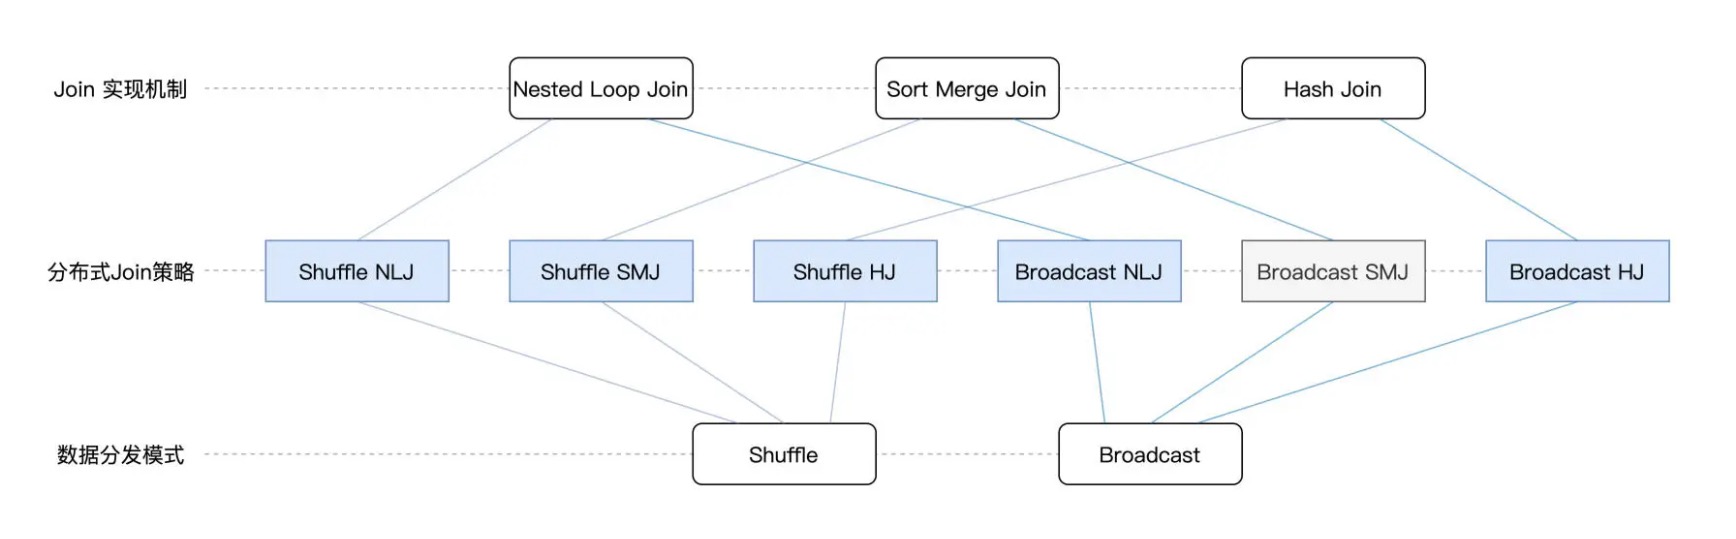 Join 实现机制
Nested Loop Join
Sort Merge Join
Hash Join
分布式Join策略
Shuffle NLJ
Shuffle SMJ
Shuffle HJ
Broadcast NLJ
Broadcast SMJ
Broadcast HJ
数据分发模式
Shuffle
Broadcast